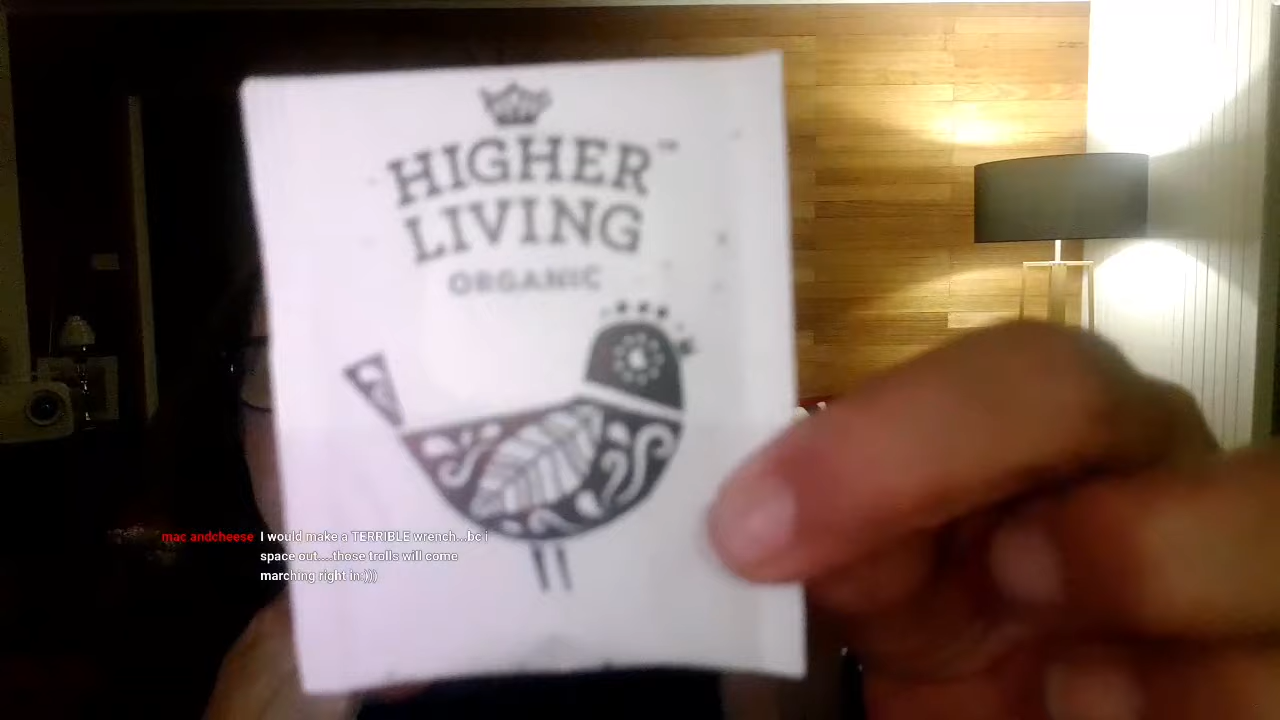 HIGHER™
LIVING
ORGANIC
mac andcheese I would make a TERRIBLE wrench...bc i
space out....those trolls will come
marching right in:)))